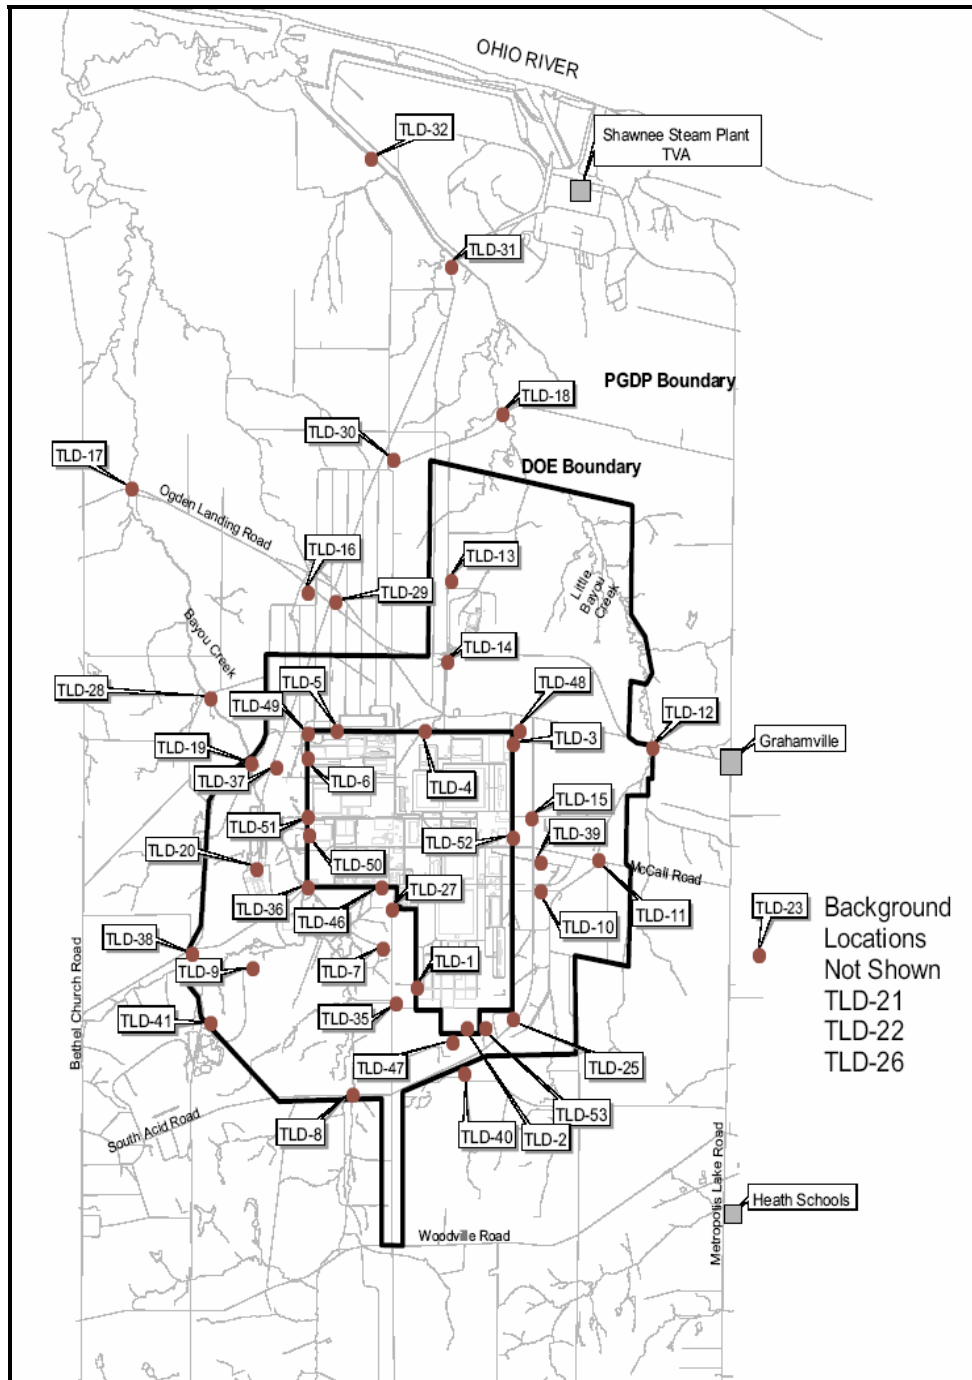 OHIO RIVER
TLD-32
Shawnee Steam Plant
TVA
TLD-31
PGDP Boundary
TLD-18
TLD-30
TLD-17
DOE Boundary
Ogden Landing Road
TLD-16
TLD-13
TLD-29
Little
Bayou
Creek
Bayou Creek
TLD-14
TLD-28
TLD-5
TLD-48
TLD-49
TLD-12
TLD-3
Grahamville
TLD-19
TLD-37
TLD-6
TLD-4
TLD-15
TLD-51
TLD-39
TLD-52
TLD-20
TLD-50
McCall Road
TLD-27
TLD-36
TLD-46
TLD-11
TLD-10
TLD-23
Background
Locations
Not Shown
TLD-21
TLD-22
TLD-26
TLD-38
TLD-7
TLD-1
TLD-9
Bethel Church Road
TLD-35
TLD-41
TLD-47
TLD-25
TLD-53
South Acid Road
TLD-8
TLD-40
TLD-2
Metropolis Lake Road
Heath Schools
Woodville Road